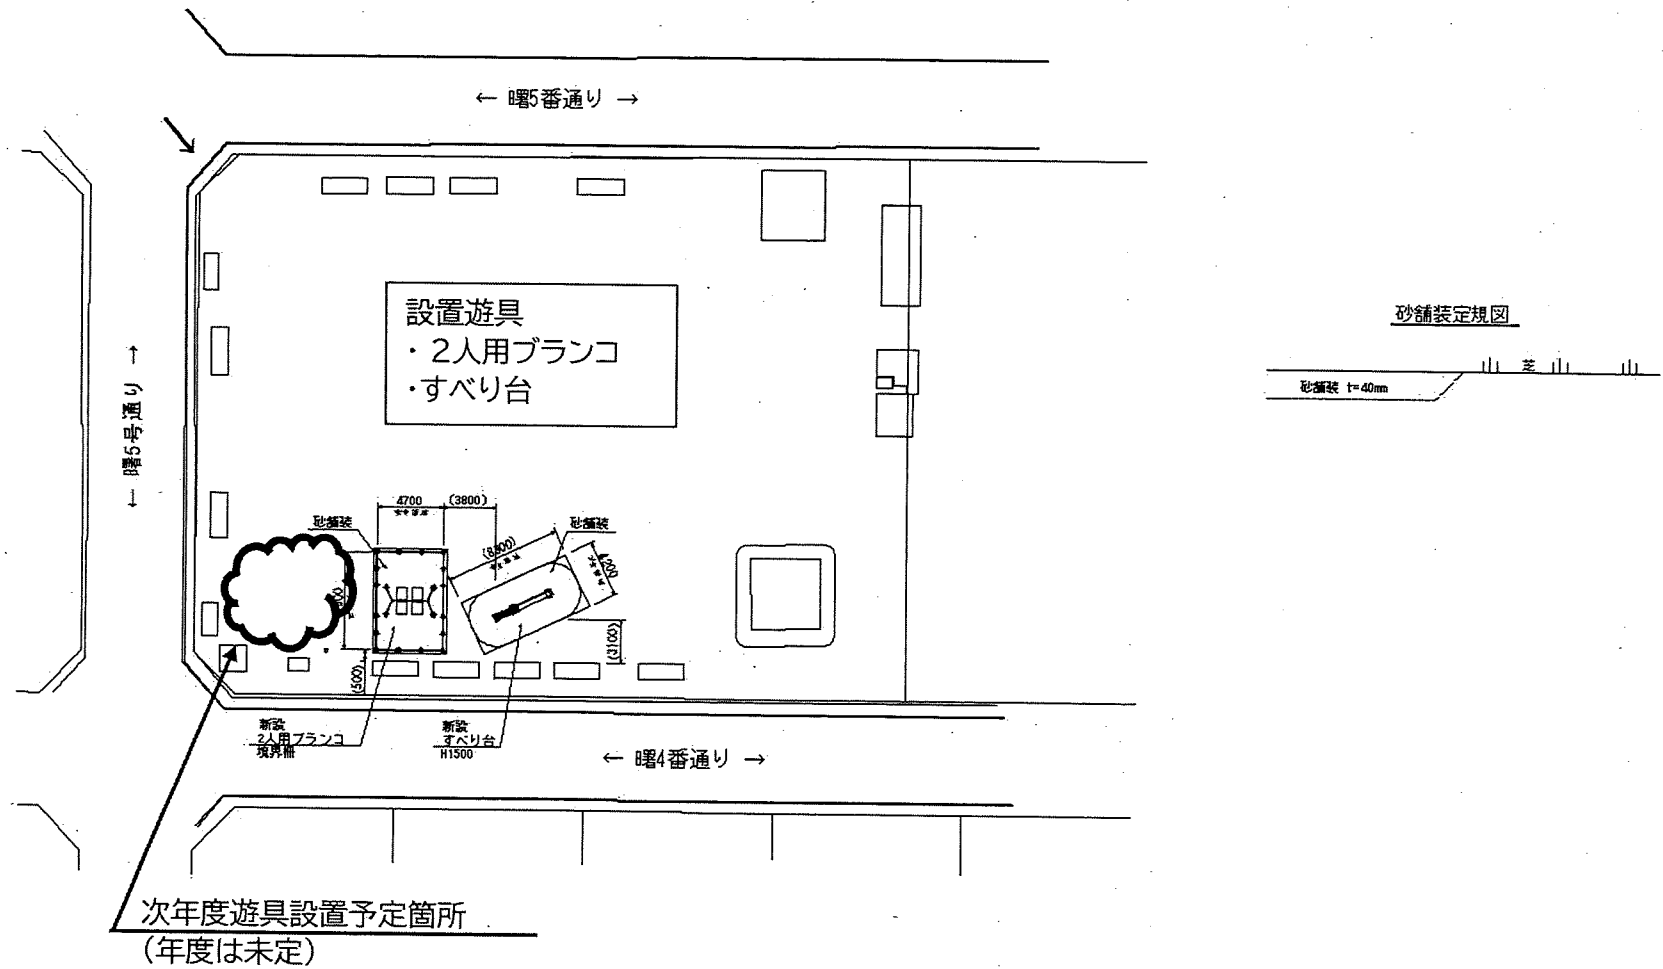 ← 曙5番通り →
設置遊具
・２人用ブランコ
・すべり台
砂舗装定規図
芝
砂舗装 t=40mm
← 曙5号通り →
4700
(3800)
砂舗装
砂舗装
(8300)
4200
(3100)
(500)
新設
2人用ブランコ
境界柵
新設
すべり台
H1500
← 曙4番通り →
次年度遊具設置予定箇所
（年度は未定）